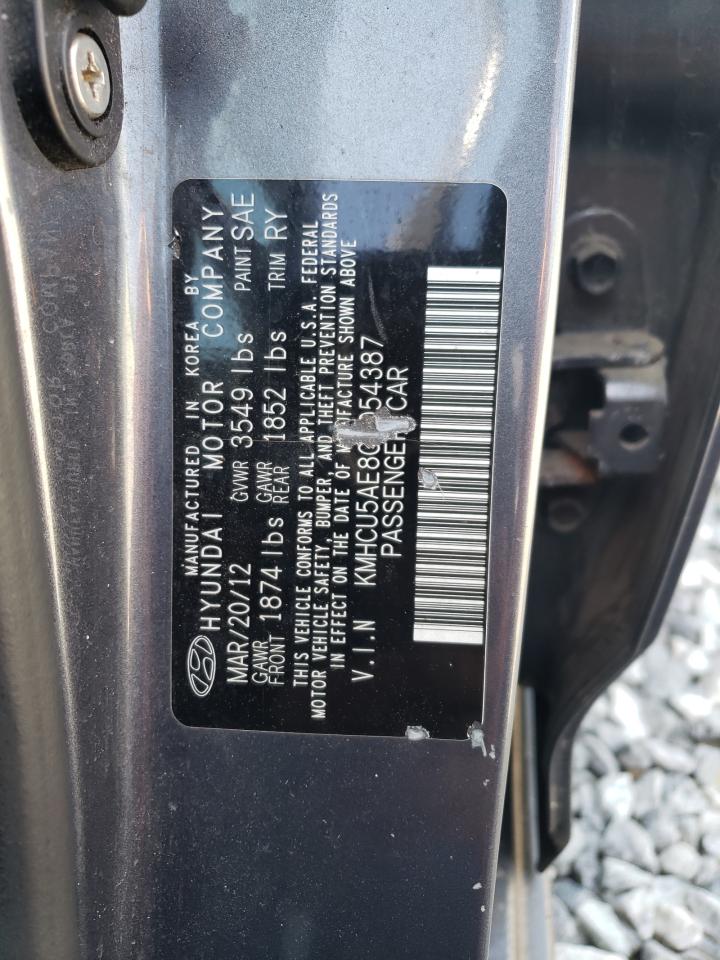 MANUFACTURED IN KOREA BY
HYUNDAI MOTOR COMPANY
MAR/20/12 GVWR 3549 lbs PAINT SAE
GAWR FRONT 1874 lbs GAWR REAR 1852 lbs TRIM RY
THIS VEHICLE CONFORMS TO ALL APPLICABLE U.S.A. FEDERAL
MOTOR VEHICLE SAFETY, BUMPER, AND THEFT PREVENTION STANDARDS
IN EFFECT ON THE DATE OF MANUFACTURE SHOWN ABOVE
V.I.N
PASSENGER CAR